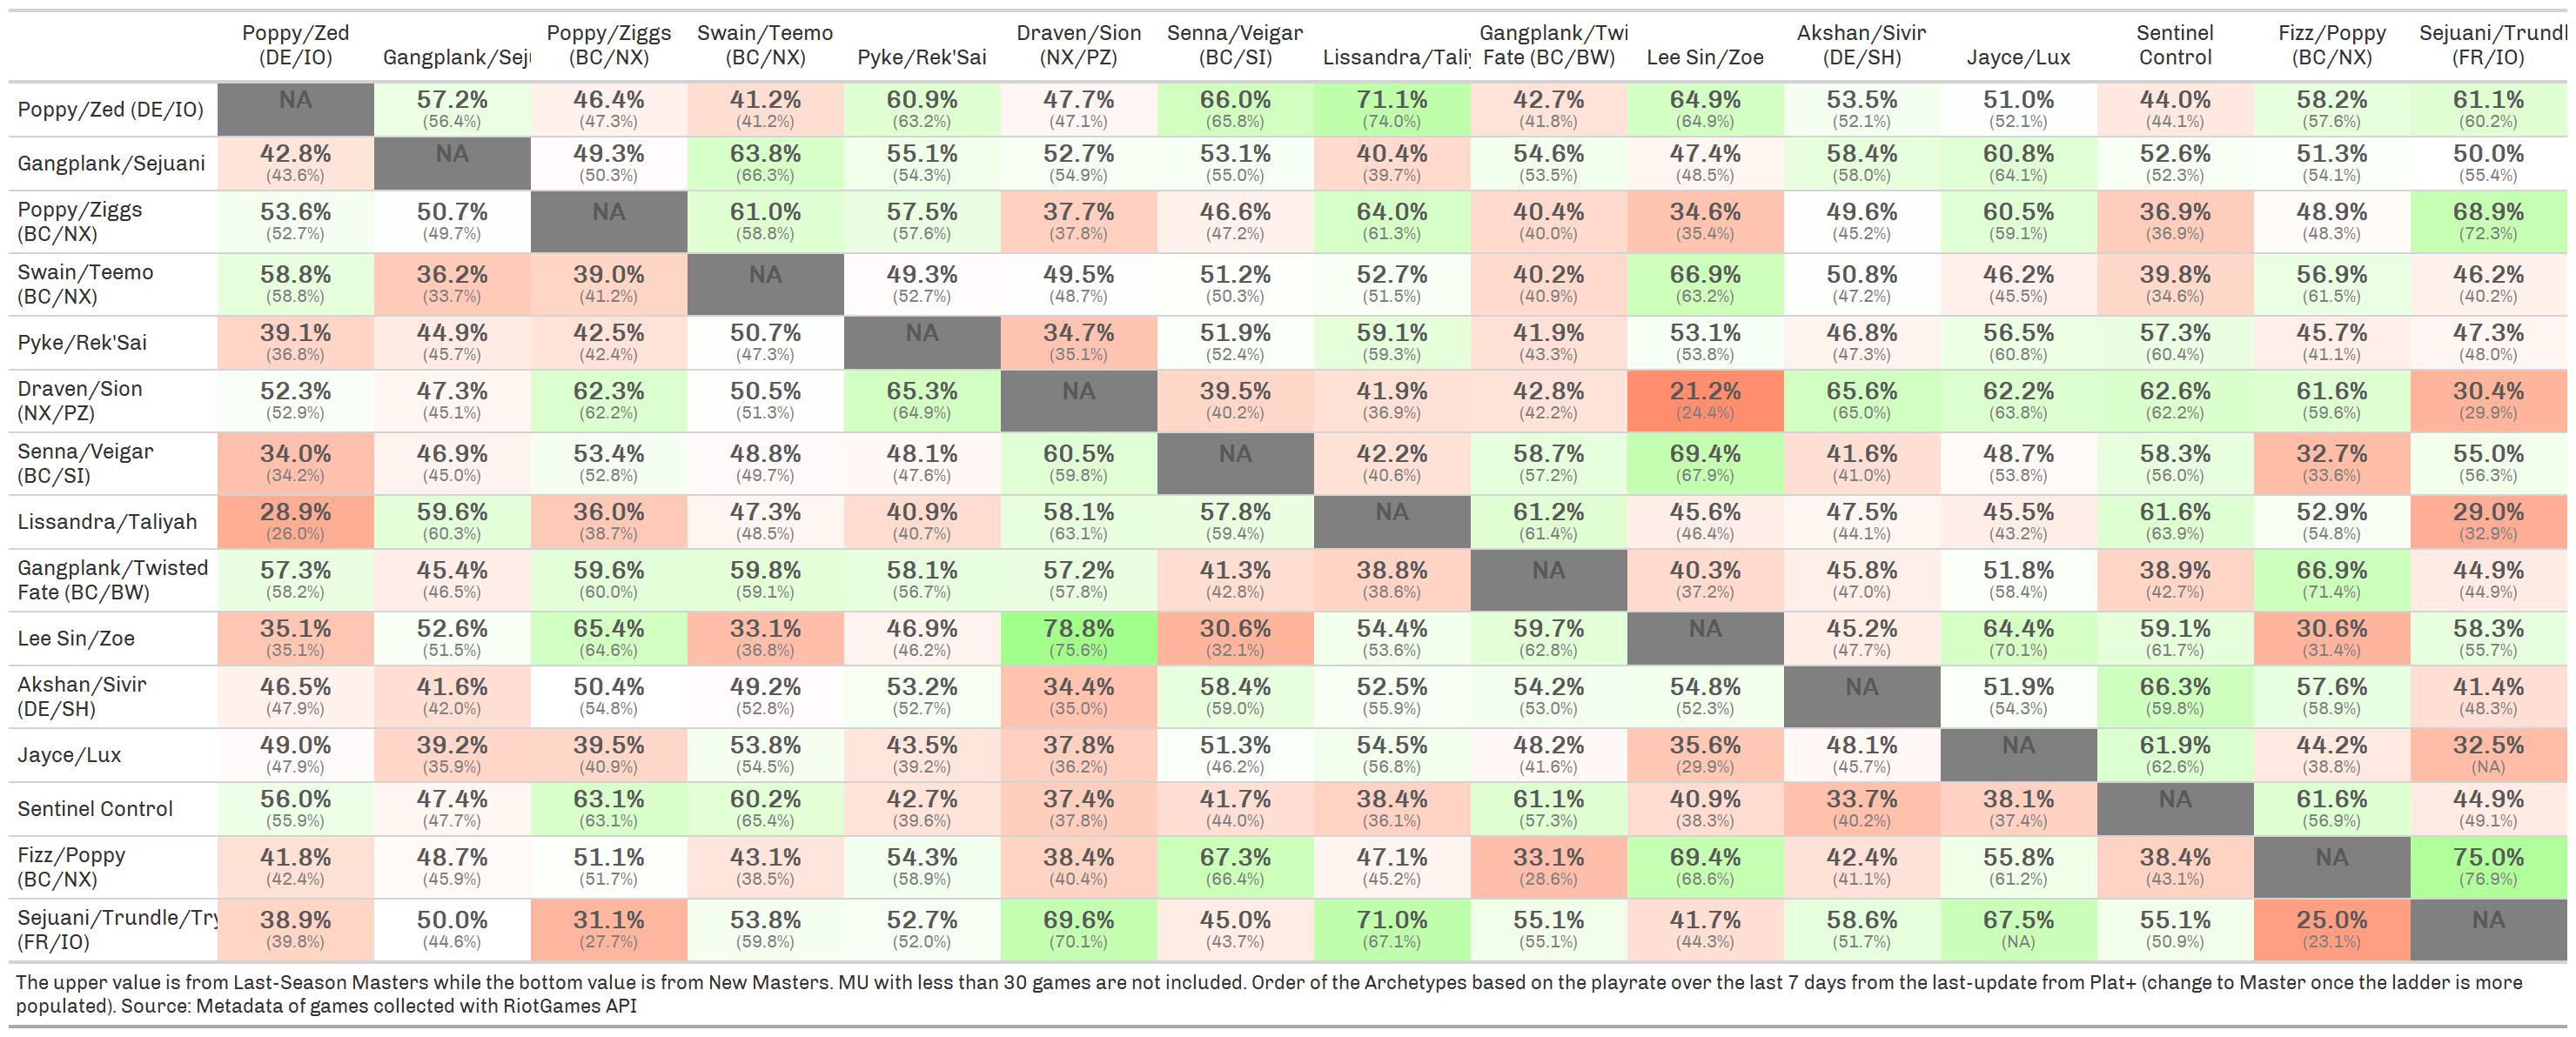 Poppy/Zed (DE/IO) Gangplank/Sej Poppy/Ziggs (BC/NX) Swain/Teemo (BC/NX) Pyke/Rek'Sai Draven/Sion (NX/PZ) Senna/Veigar (BC/SI) Lissandra/Tali Gangplank/Twi Fate (BC/BW) Lee Sin/Zoe Akshan/Sivir (DE/SH) Jayce/Lux Sentinel Control Fizz/Poppy (BC/NX) Sejuani/Trundl (FR/IO)
Poppy/Zed (DE/IO) NA 57.2% 46.4% 41.2% 60.9% 47.7% 66.0% 71.1% 42.7% 64.9% 53.5% 51.0% 44.0% 58.2% 61.1%
(56.4%) (47.3%) (41.2%) (63.2%) (47.1%) (65.8%) (74.0%) (41.8%) (64.9%) (52.1%) (52.1%) (44.1%) (57.6%) (60.2%)
Gangplank/Sejuani 42.8% NA 49.3% 63.8% 55.1% 52.7% 53.1% 40.4% 54.6% 47.4% 58.4% 60.8% 52.6% 51.3% 50.0%
(43.6%) (50.3%) (66.3%) (54.3%) (54.9%) (55.0%) (39.7%) (53.5%) (48.5%) (58.0%) (64.1%) (52.3%) (54.1%) (55.4%)
Poppy/Ziggs 53.6% 50.7% NA 61.0% 57.5% 37.7% 46.6% 64.0% 40.4% 34.6% 49.6% 60.5% 36.9% 48.9% 68.9%
(BC/NX) (52.7%) (49.7%) (58.8%) (57.6%) (37.8%) (47.2%) (61.3%) (40.0%) (35.4%) (45.2%) (59.1%) (36.9%) (48.3%) (72.3%)
Swain/Teemo 58.8% 36.2% 39.0% NA 49.3% 49.5% 51.2% 52.7% 40.2% 66.9% 50.8% 46.2% 39.8% 56.9% 46.2%
(BC/NX) (58.8%) (33.7%) (41.2%) (52.7%) (48.7%) (50.3%) (51.5%) (40.9%) (63.2%) (47.2%) (45.5%) (34.6%) (61.5%) (40.2%)
Pyke/Rek'Sai 39.1% 44.9% 42.5% 50.7% NA 34.7% 51.9% 59.1% 41.9% 53.1% 46.8% 56.5% 57.3% 45.7% 47.3%
(36.8%) (45.7%) (42.4%) (47.3%) (35.1%) (52.4%) (59.3%) (43.3%) (53.8%) (47.3%) (60.8%) (60.4%) (41.1%) (48.0%)
Draven/Sion 52.3% 47.3% 62.3% 50.5% 65.3% NA 39.5% 41.9% 42.8% 21.2% 65.6% 62.2% 62.6% 61.6% 30.4%
(NX/PZ) (52.9%) (45.1%) (62.2%) (51.3%) (64.9%) (40.2%) (36.9%) (42.2%) (24.4%) (65.0%) (63.8%) (62.2%) (59.6%) (29.9%)
Senna/Veigar 34.0% 46.9% 53.4% 48.8% 48.1% 60.5% NA 42.2% 58.7% 69.4% 41.6% 48.7% 58.3% 32.7% 55.0%
(BC/SI) (34.2%) (45.0%) (52.8%) (49.7%) (47.6%) (59.8%) (40.6%) (57.2%) (67.9%) (41.0%) (53.8%) (56.0%) (33.6%) (56.3%)
Lissandra/Taliyah 28.9% 59.6% 36.0% 47.3% 40.9% 58.1% 57.8% NA 61.2% 45.6% 47.5% 45.5% 61.6% 52.9% 29.0%
(26.0%) (60.3%) (38.7%) (48.5%) (40.7%) (63.1%) (59.4%) (61.4%) (46.4%) (44.1%) (43.2%) (63.9%) (54.8%) (32.9%)
Gangplank/Twisted 57.3% 45.4% 59.6% 59.8% 58.1% 57.2% 41.3% 38.8% NA 40.3% 45.8% 51.8% 38.9% 66.9% 44.9%
Fate (BC/BW) (58.2%) (46.5%) (60.0%) (59.1%) (56.7%) (57.8%) (42.8%) (38.6%) (37.2%) (47.0%) (58.4%) (42.7%) (71.4%) (44.9%)
Lee Sin/Zoe 35.1% 52.6% 65.4% 33.1% 46.9% 78.8% 30.6% 54.4% 59.7% NA 45.2% 64.4% 59.1% 30.6% 58.3%
(35.1%) (51.5%) (64.6%) (36.8%) (46.2%) (75.6%) (32.1%) (53.6%) (62.8%) (47.7%) (70.1%) (61.7%) (31.4%) (55.7%)
Akshan/Sivir 46.5% 41.6% 50.4% 49.2% 53.2% 34.4% 58.4% 52.5% 54.2% 54.8% NA 51.9% 66.3% 57.6% 41.4%
(DE/SH) (47.9%) (42.0%) (54.8%) (52.8%) (52.7%) (35.0%) (59.0%) (55.9%) (53.0%) (52.3%) (54.3%) (59.8%) (58.9%) (48.3%)
Jayce/Lux 49.0% 39.2% 39.5% 53.8% 43.5% 37.8% 51.3% 54.5% 48.2% 35.6% 48.1% NA 61.9% 44.2% 32.5%
(47.9%) (35.9%) (40.9%) (54.5%) (39.2%) (36.2%) (46.2%) (56.8%) (41.6%) (29.9%) (45.7%) (62.6%) (38.8%) (NA)
Sentinel Control 56.0% 47.4% 63.1% 60.2% 42.7% 37.4% 41.7% 38.4% 61.1% 40.9% 33.7% 38.1% NA 61.6% 44.9%
(55.9%) (47.7%) (63.1%) (65.4%) (39.6%) (37.8%) (44.0%) (36.1%) (57.3%) (38.3%) (40.2%) (37.4%) (56.9%) (49.1%)
Fizz/Poppy 41.8% 48.7% 51.1% 43.1% 54.3% 38.4% 67.3% 47.1% 33.1% 69.4% 42.4% 55.8% 38.4% NA 75.0%
(BC/NX) (42.4%) (45.9%) (51.7%) (38.5%) (58.9%) (40.4%) (66.4%) (45.2%) (28.6%) (68.6%) (41.1%) (61.2%) (43.1%) (76.9%)
Sejuani/Trundle/Try 38.9% 50.0% 31.1% 53.8% 52.7% 69.6% 45.0% 71.0% 55.1% 41.7% 58.6% 67.5% 55.1% 25.0% NA
(FR/IO) (39.8%) (44.6%) (27.7%) (59.8%) (52.0%) (70.1%) (43.7%) (67.1%) (55.1%) (44.3%) (51.7%) (NA) (50.9%) (23.1%)
The upper value is from Last-Season Masters while the bottom value is from New Masters. MU with less than 30 games are not included. Order of the Archetypes based on the playrate over the last 7 days from the last-update from Plat+ (change to Master once the ladder is more
populated). Source: Metadata of games collected with RiotGames API